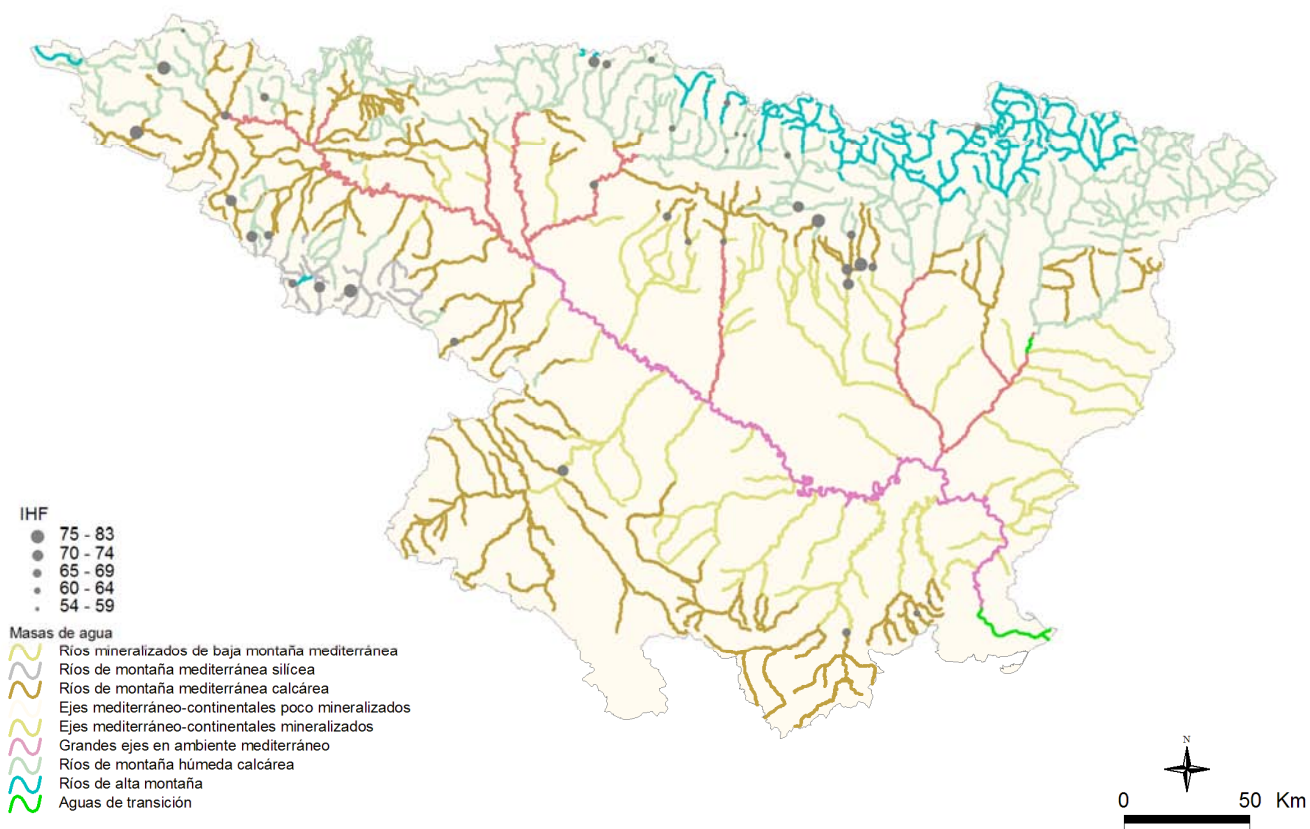 IHF
75 - 83
70 - 74
65 - 69
60 - 64
54 - 59
Masas de agua
Ríos mineralizados de baja montaña mediterránea
Ríos de montaña mediterránea silícea
Ríos de montaña mediterránea calcárea
Ejes mediterráneo-continentales poco mineralizados
Ejes mediterráneo-continentales mineralizados
Grandes ejes en ambiente mediterráneo
Ríos de montaña húmeda calcárea
Ríos de alta montaña
Aguas de transición
N
0 50 Km